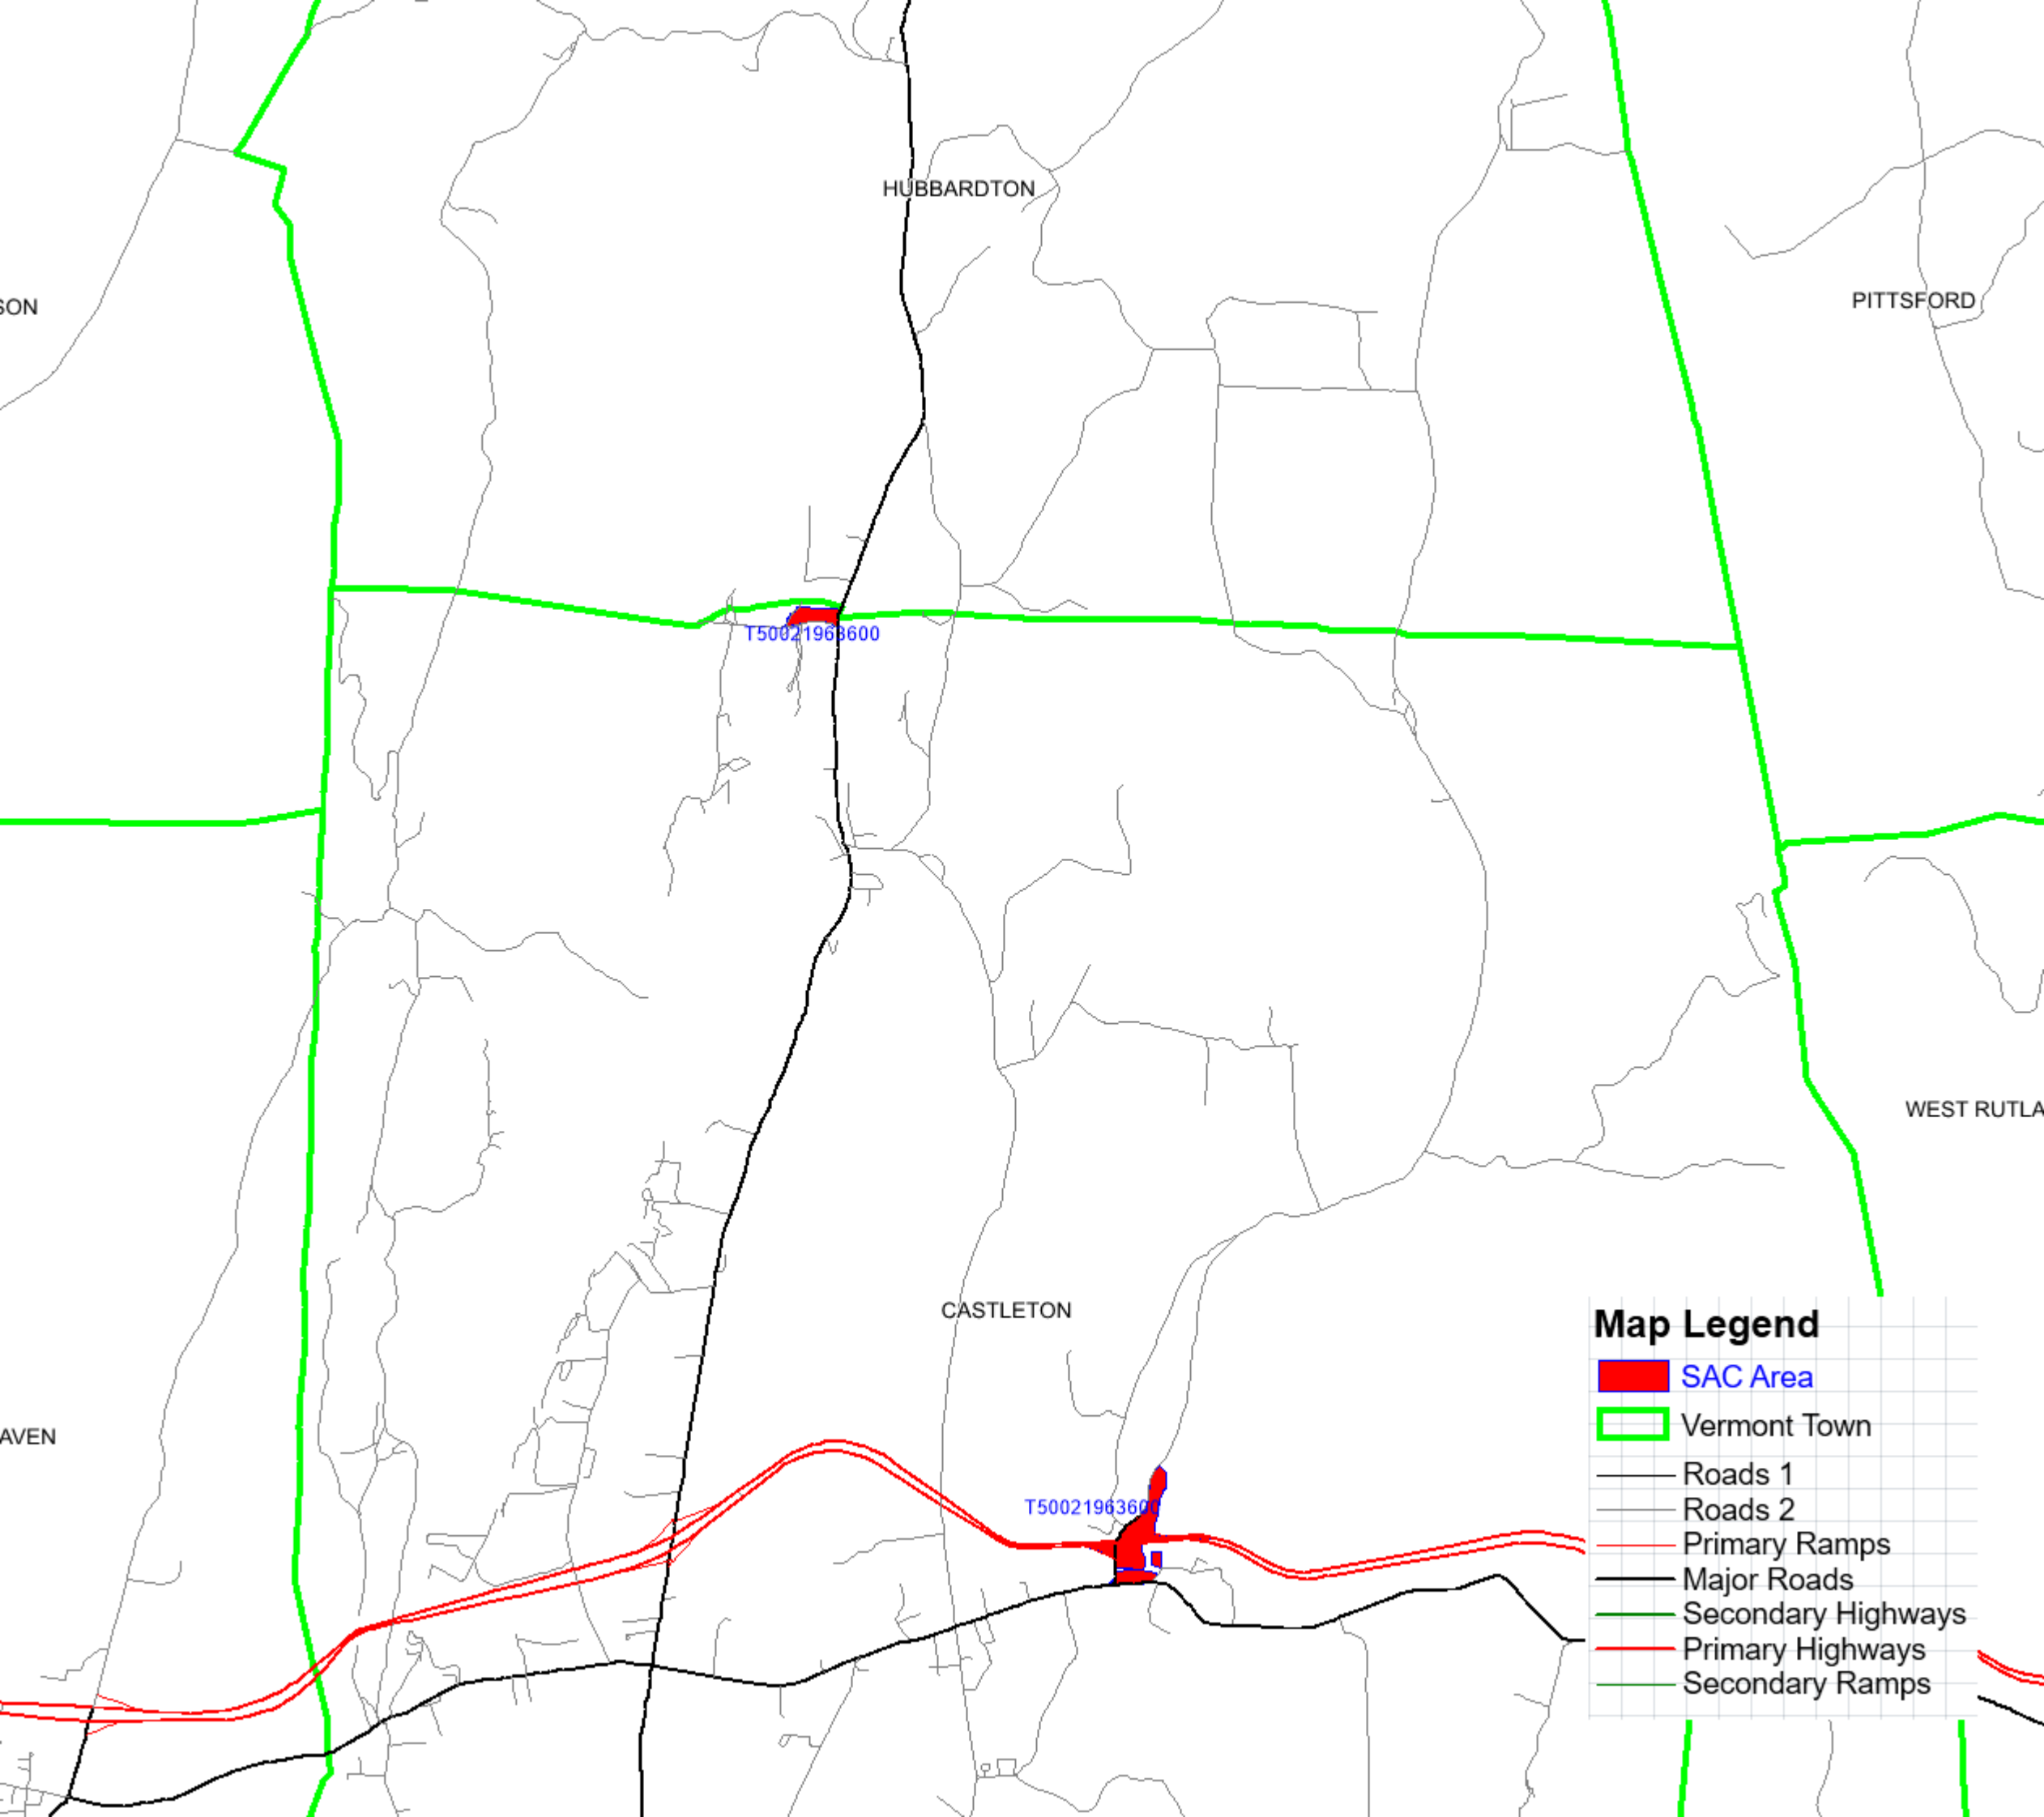 HUBBARDTON
SON
PITTSFORD
T50021963600
WEST RUTLA
CASTLETON
Map Legend
SAC Area
Vermont Town
AVEN
Roads 1
T50021963600
Roads 2
Primary Ramps
Major Roads
Secondary Highways
Primary Highways
Secondary Ramps